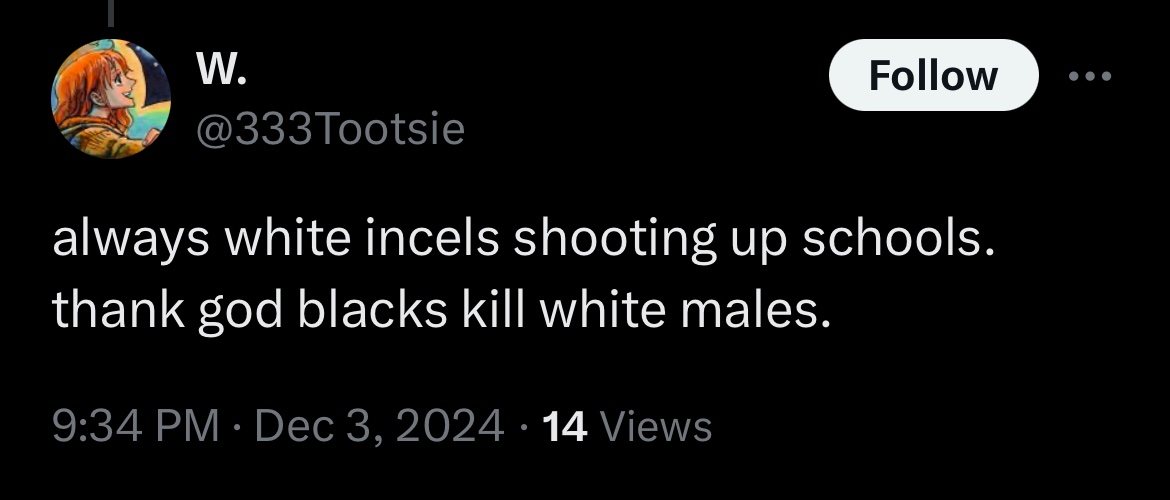 W.
@333Tootsie
Follow
always white incels shooting up schools.
thank god blacks kill white males.
9:34 PM · Dec 3, 2024 · 14 Views